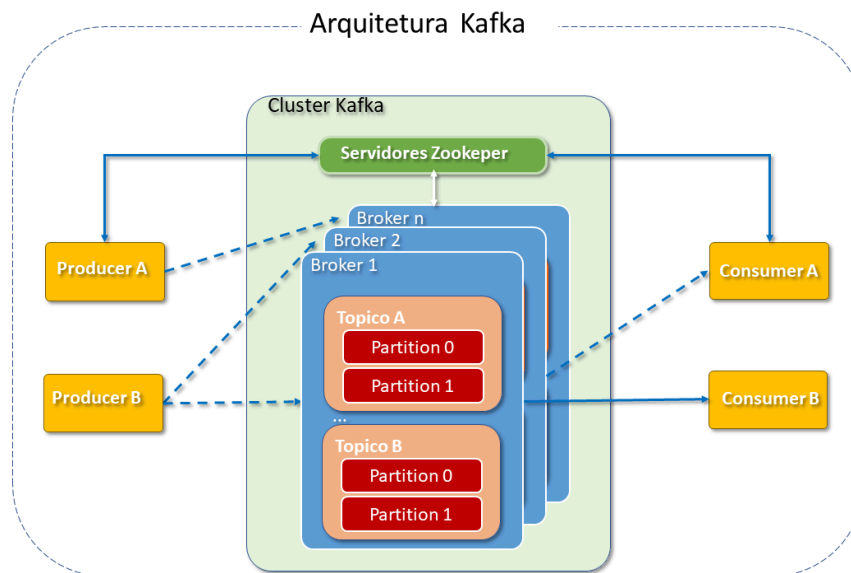 Arquitetura Kafka
Cluster Kafka
Servidores Zookeper
Broker n
Broker 2
Broker 1
Producer A
Consumer A
Topico A
Partition 0
Partition 1
Producer B
Consumer B
...
Topico B
Partition 0
Partition 1